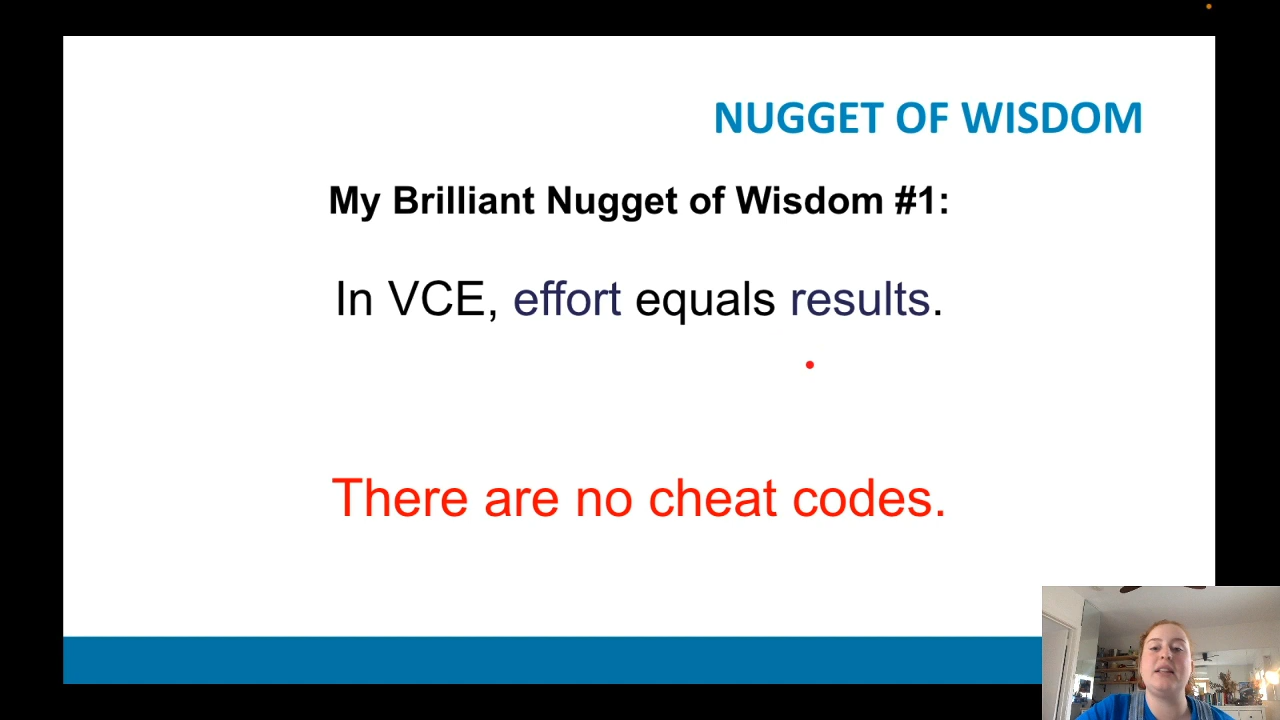 NUGGET OF WISDOM
My Brilliant Nugget of Wisdom #1:
In VCE, effort equals results.
There are no cheat codes.